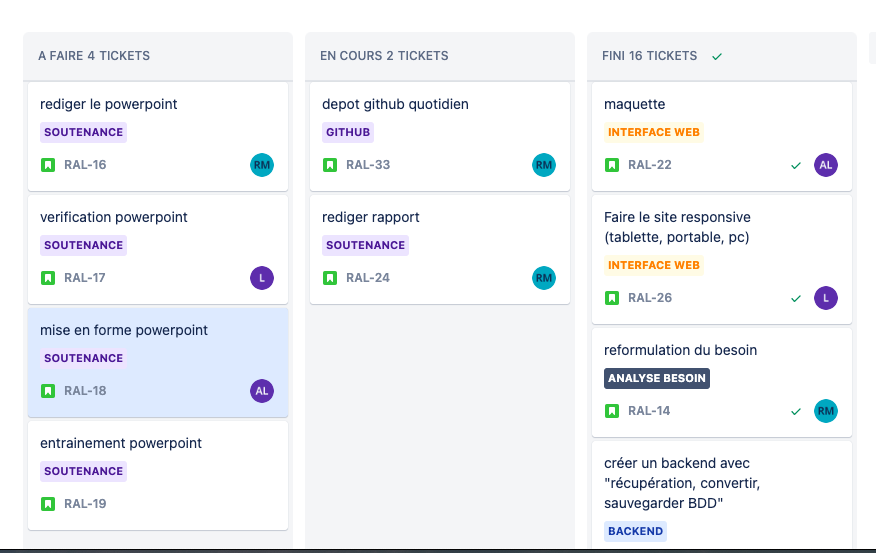 A FAIRE 4 TICKETS
rediger le powerpoint
SOUTENANCE
RAL-16
RM
verification powerpoint
SOUTENANCE
RAL-17
L
mise en forme powerpoint
SOUTENANCE
RAL-18
AL
entrainement powerpoint
SOUTENANCE
RAL-19
EN COURS 2 TICKETS
depot github quotidien
GITHUB
RAL-33
RM
rediger rapport
SOUTENANCE
RAL-24
RM
FINI 16 TICKETS
maquette
INTERFACE WEB
RAL-22
AL
Faire le site responsive
(tablette, portable, pc)
INTERFACE WEB
RAL-26
L
reformulation du besoin
ANALYSE BESOIN
RAL-14
RM
créer un backend avec
"récupération, convertir,
sauvegarder BDD"
BACKEND